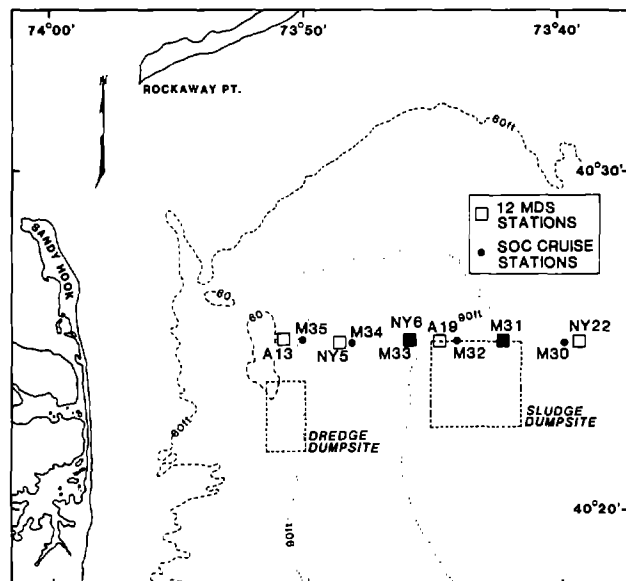 74°00'
73°50'
73°40'
ROCKAWAY PT.
60ft
40°30'
12 MDS
STATIONS
SOC CRUISE
STATIONS
SANDY HOOK
60
60
M35
M34
NY6
A19
90ft
M31
NY22
A13
NY5
M33
M32
M30
60ft
DREDGE
DUMPSITE
SLUDGE
DUMPSITE
90ft
40°20'